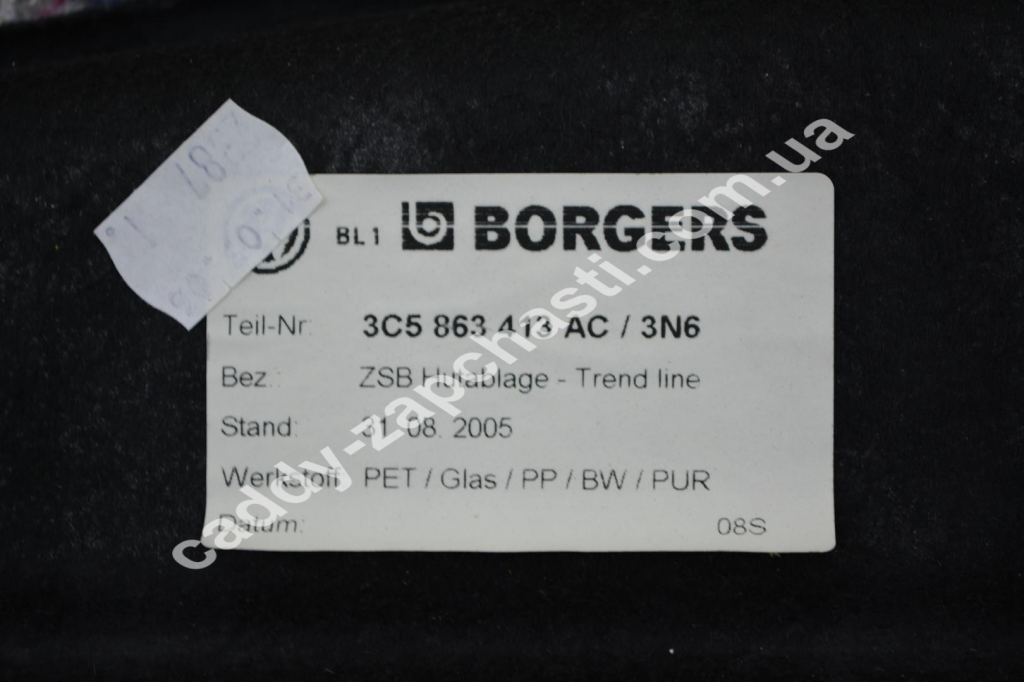 BL1 BORGERS
Teil-Nr: 3C5 863 413 AC / 3N6
Bez.: ZSB Hutablage - Trend line
Stand: 31. 08. 2005
Werkstoff: PET / Glas / PP / BW / PUR
Datum: 08S
caddy-zapchasti.com.ua